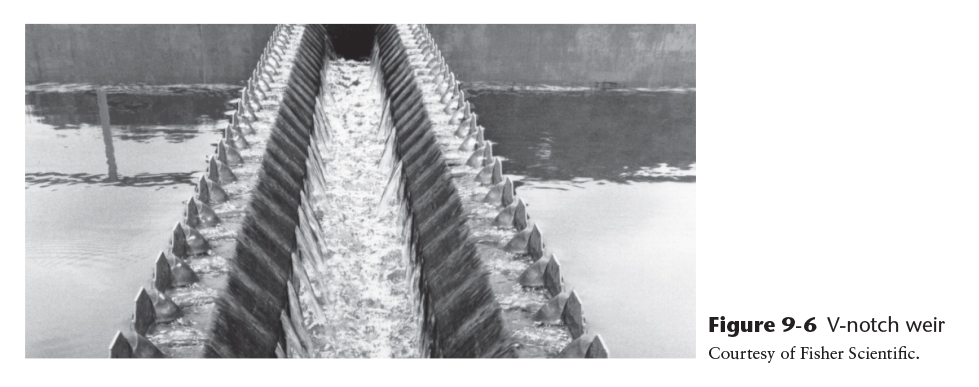 Figure 9-6 V-notch weir
Courtesy of Fisher Scientific.